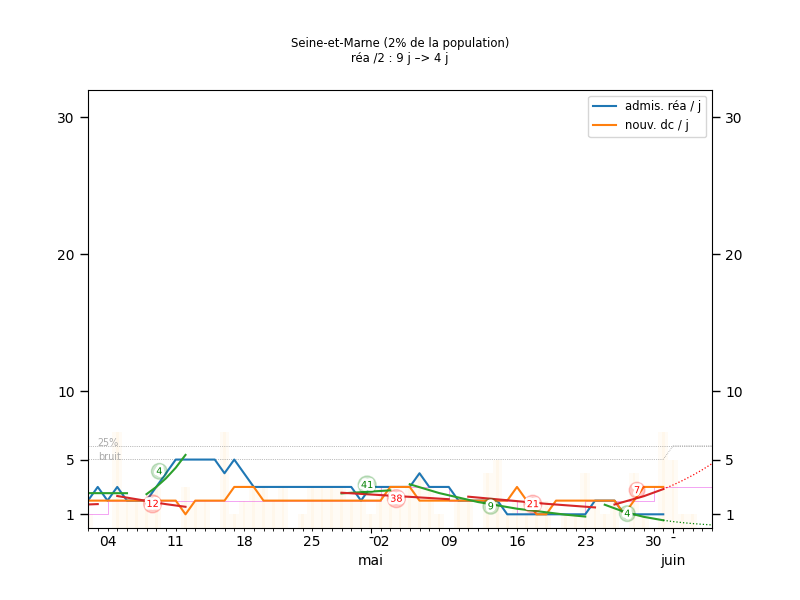 Seine-et-Marne (2% de la population)
réa /2 : 9 j –> 4 j
admis. réa / j
nouv. dc / j
30 30
20 20
10 10
25%
bruit
5 5
4 12 41 38 9 21 4 7
1 1
04 11 18 25 02 09 16 23 30
mai juin